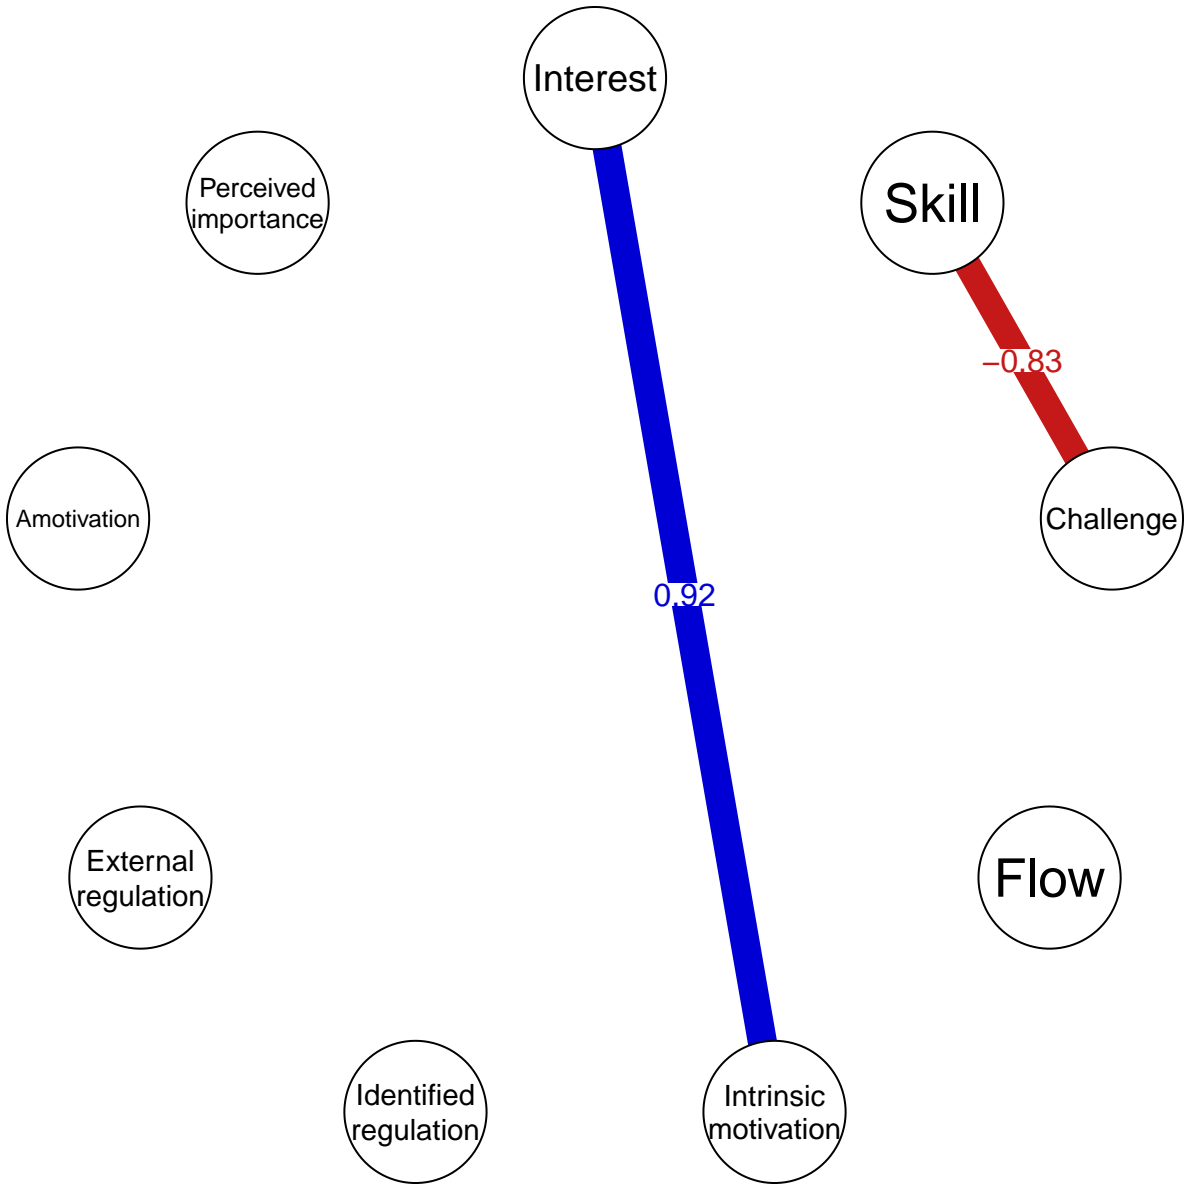 Interest
Perceived
importance
Skill
−0.83
Amotivation
Challenge
0.92
External
regulation
Flow
Identified
regulation
Intrinsic
motivation